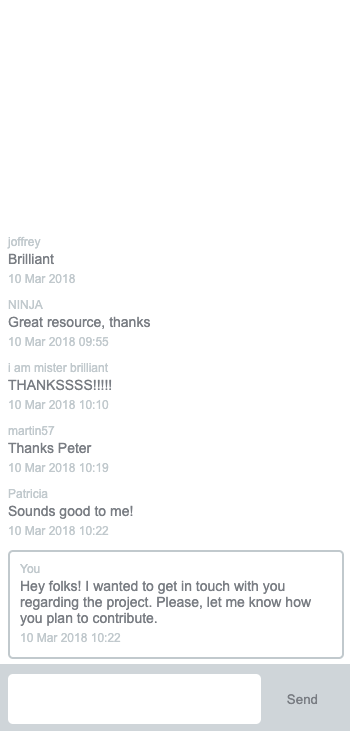 joffrey
Brilliant
10 Mar 2018
NINJA
Great resource, thanks
10 Mar 2018 09:55
i am mister brilliant
THANKSSSS!!!!!
10 Mar 2018 10:10
martin57
Thanks Peter
10 Mar 2018 10:19
Patricia
Sounds good to me!
10 Mar 2018 10:22
You
Hey folks! I wanted to get in touch with you
regarding the project. Please, let me know how
you plan to contribute.
10 Mar 2018 10:22
Send